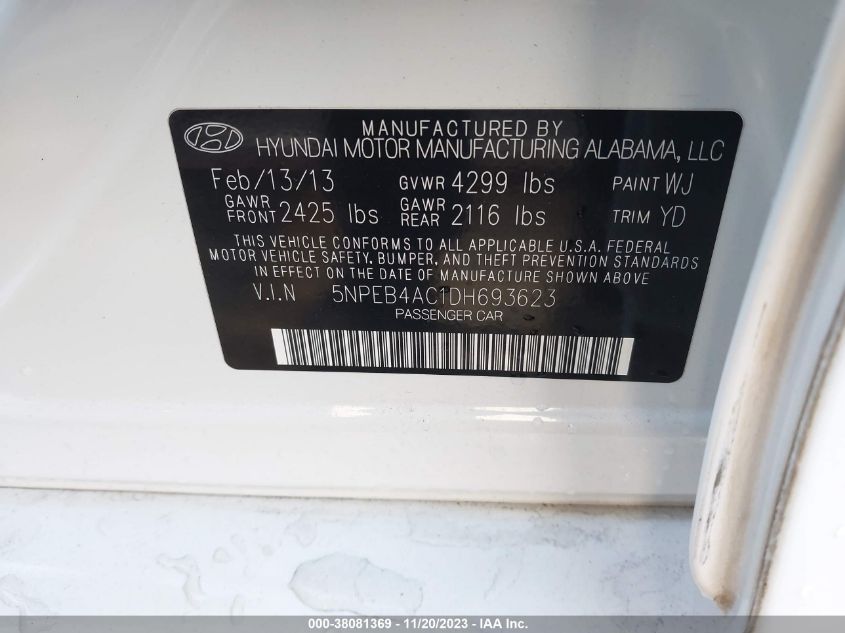 MANUFACTURED BY
HYUNDAI MOTOR MANUFACTURING ALABAMA, LLC
Feb/13/13 GVWR 4299 lbs PAINT WJ
GAWR FRONT 2425 lbs GAWR REAR 2116 lbs TRIM YD
THIS VEHICLE CONFORMS TO ALL APPLICABLE U.S.A. FEDERAL
MOTOR VEHICLE SAFETY, BUMPER, AND THEFT PREVENTION STANDARDS
IN EFFECT ON THE DATE OF MANUFACTURE SHOWN ABOVE
V.I.N 5NPEB4AC1DH693623
PASSENGER CAR
000-38081369 - 11/20/2023 - IAA Inc.